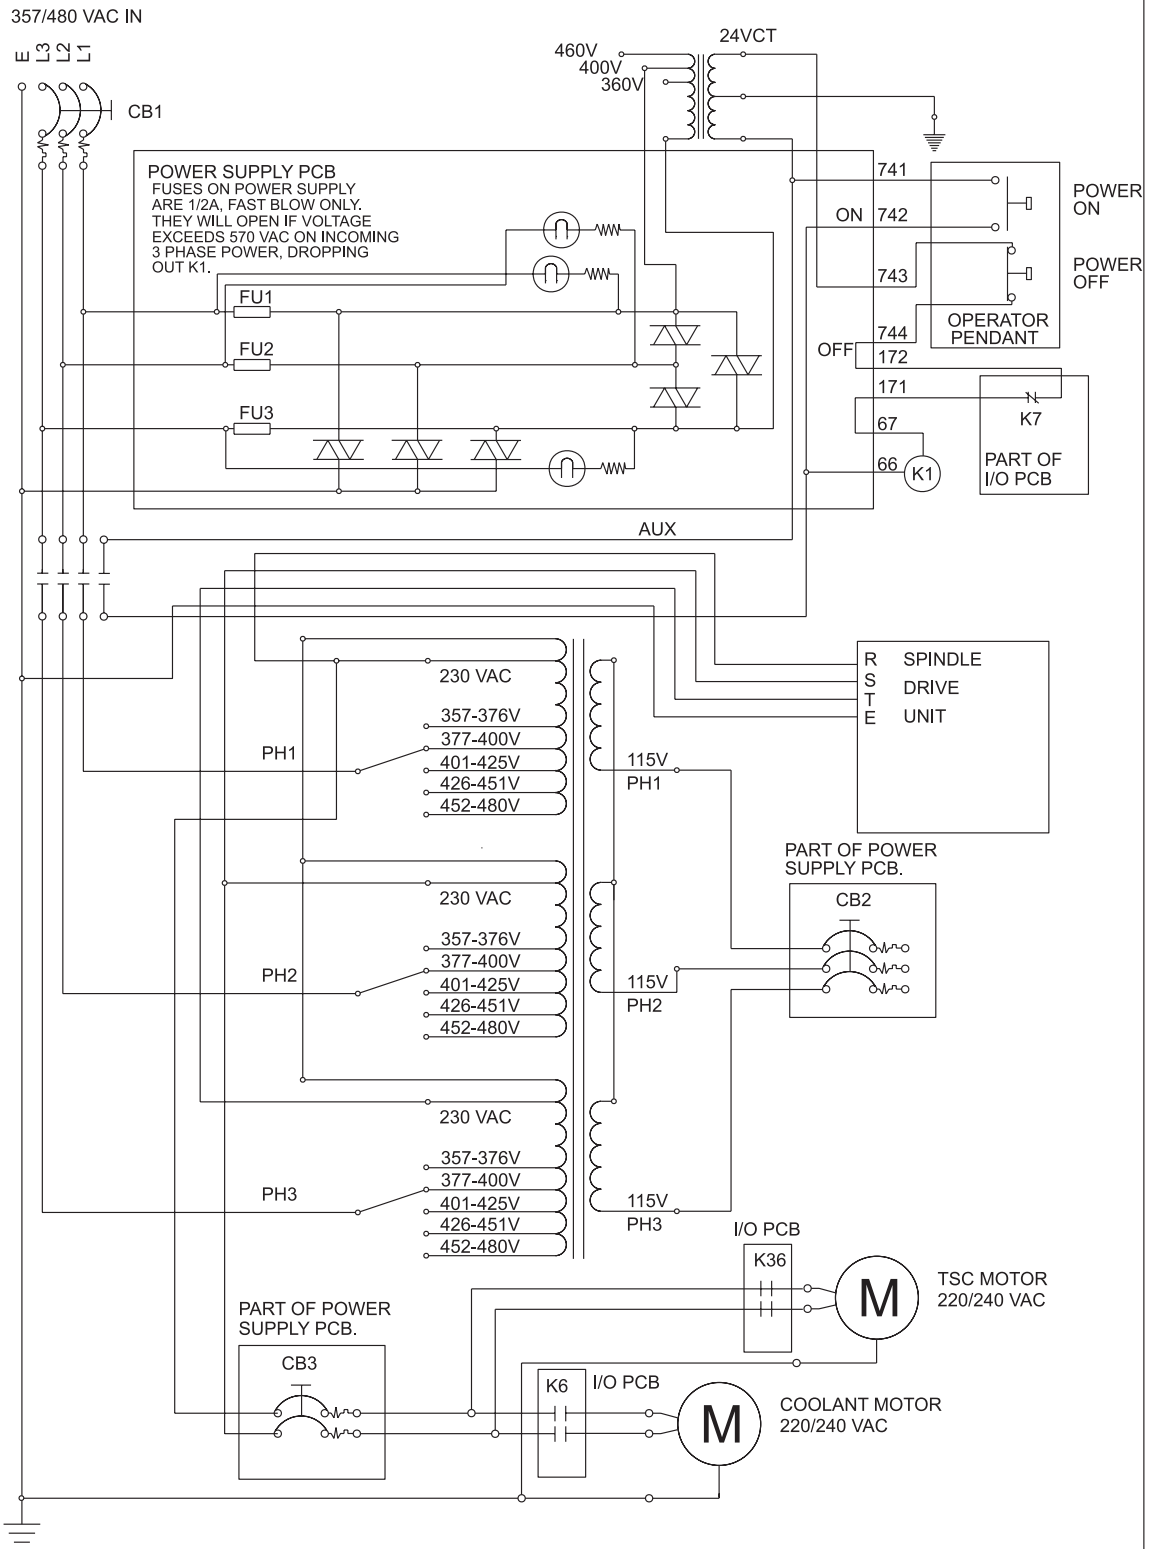 357/480 VAC IN
E
L3
L2
L1
CB1
460V
400V
360V
24VCT
POWER SUPPLY PCB
FUSES ON POWER SUPPLY
ARE 1/2A, FAST BLOW ONLY.
THEY WILL OPEN IF VOLTAGE
EXCEEDS 570 VAC ON INCOMING
3 PHASE POWER, DROPPING
OUT K1.
FU1
FU2
FU3
741
ON 742
743
744
OFF
172
171
67
66
K1
POWER
ON
POWER
OFF
OPERATOR
PENDANT
K7
PART OF
I/O PCB
AUX
R SPINDLE
S
DRIVE
T
E UNIT
230 VAC
357-376V
377-400V
401-425V
426-451V
452-480V
PH1
115V
PH1
230 VAC
357-376V
377-400V
401-425V
426-451V
452-480V
PH2
115V
PH2
PART OF POWER
SUPPLY PCB.
CB2
230 VAC
357-376V
377-400V
401-425V
426-451V
452-480V
PH3
115V
PH3
I/O PCB
K36
M
TSC MOTOR
220/240 VAC
PART OF POWER
SUPPLY PCB.
CB3
K6
I/O PCB
M
COOLANT MOTOR
220/240 VAC